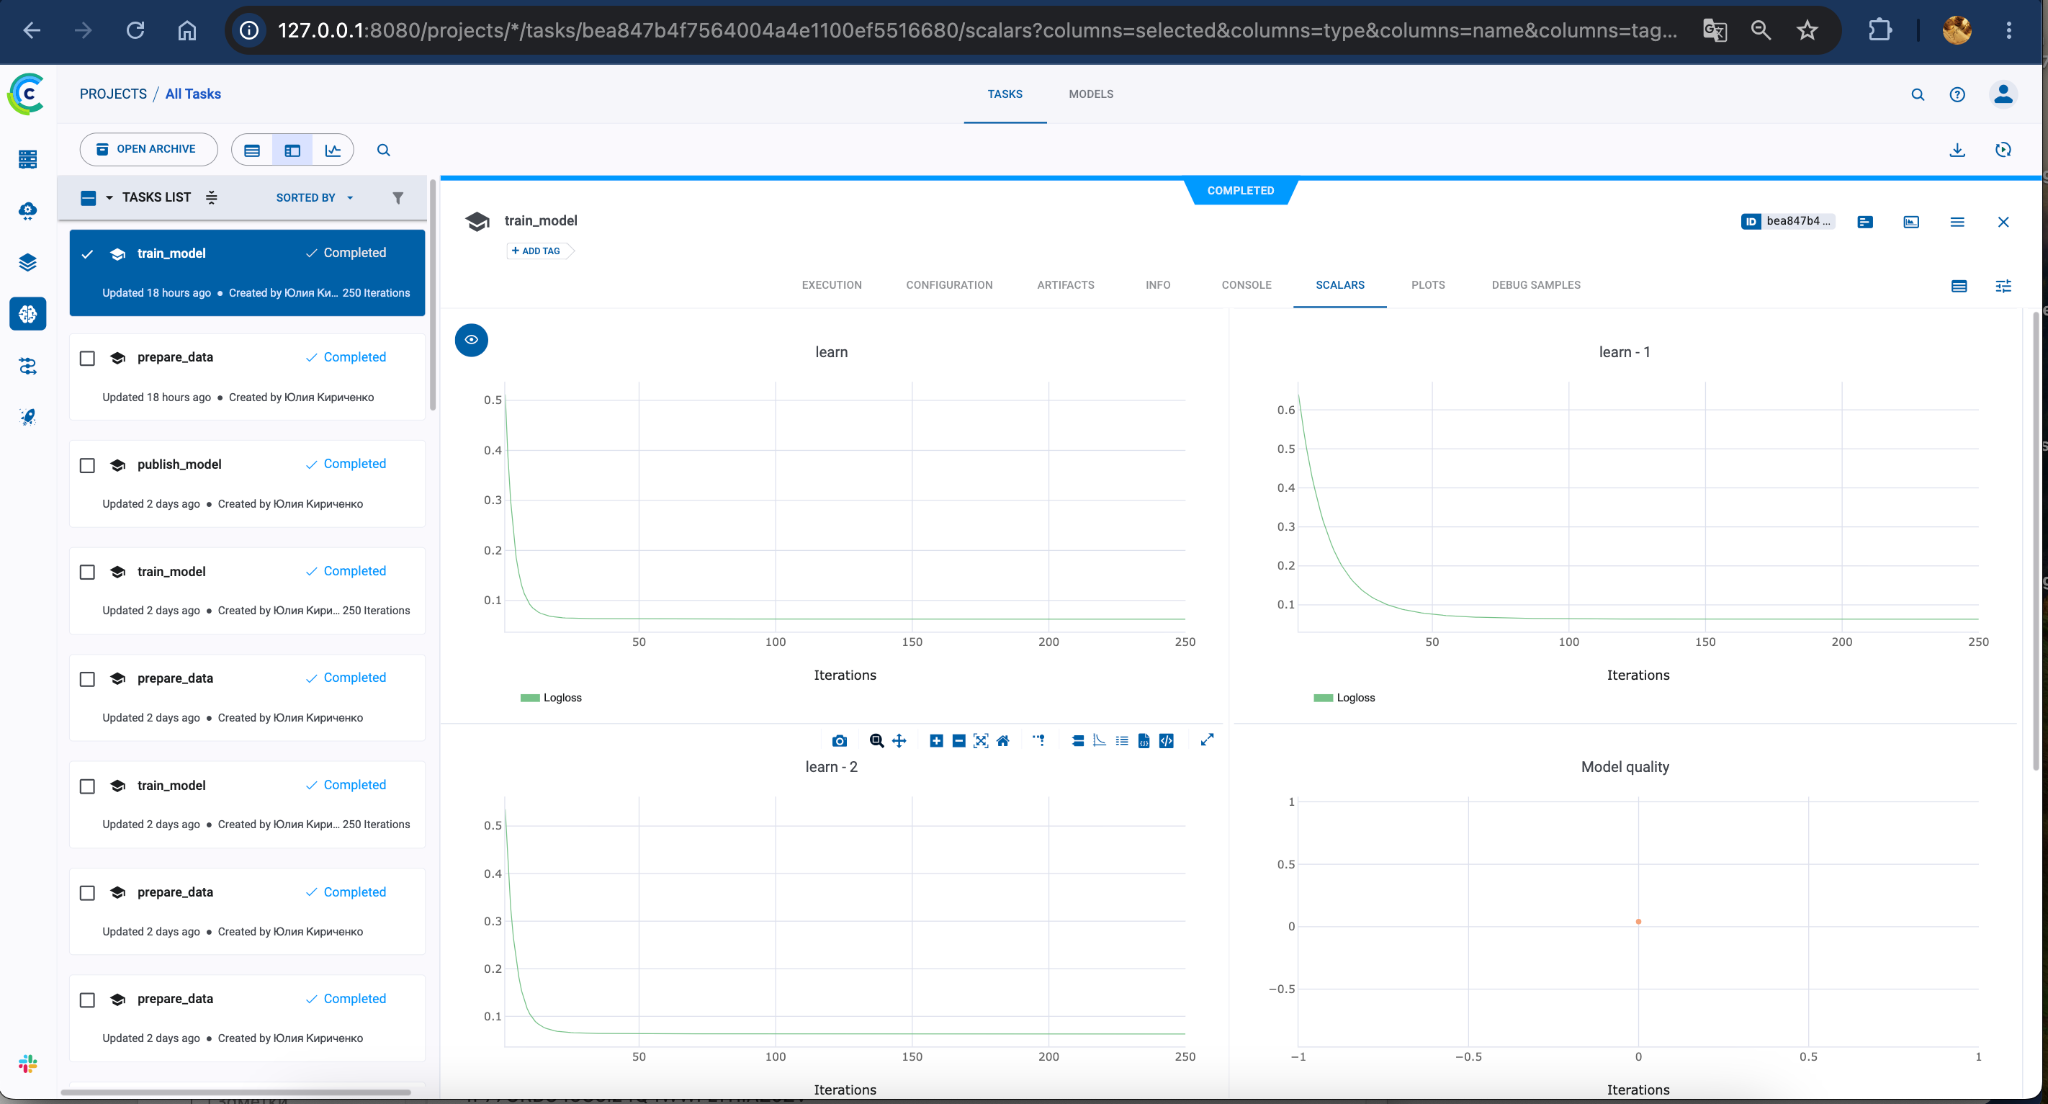 127.0.0.1:8080/projects/*/tasks/bea847b4f7564004a4e1100ef5516680/scalars?columns=selected&columns=type&columns=name&columns=tag...
PROJECTS / All Tasks
TASKS
MODELS
OPEN ARCHIVE
TASKS LIST
SORTED BY
COMPLETED
train_model
ID bea847b4 ...
+ ADD TAG
EXECUTION
CONFIGURATION
ARTIFACTS
INFO
CONSOLE
SCALARS
PLOTS
DEBUG SAMPLES
train_model
Completed
Updated 18 hours ago ● Created by Юлия Ки... 250 Iterations
prepare_data
Completed
Updated 18 hours ago ● Created by Юлия Кириченко
publish_model
Completed
Updated 2 days ago ● Created by Юлия Кириченко
train_model
Completed
Updated 2 days ago ● Created by Юлия Кири... 250 Iterations
prepare_data
Completed
Updated 2 days ago ● Created by Юлия Кириченко
train_model
Completed
Updated 2 days ago ● Created by Юлия Кири... 250 Iterations
prepare_data
Completed
Updated 2 days ago ● Created by Юлия Кириченко
prepare_data
Completed
Updated 2 days ago ● Created by Юлия Кириченко
learn
0.5
0.4
0.3
0.2
0.1
50 100 150 200 250
Iterations
Logloss
learn - 1
0.6
0.5
0.4
0.3
0.2
0.1
50 100 150 200 250
Iterations
Logloss
learn - 2
0.5
0.4
0.3
0.2
0.1
50 100 150 200 250
Iterations
Model quality
1
0.5
0
−0.5
−1 −0.5 0 0.5 1
Iterations